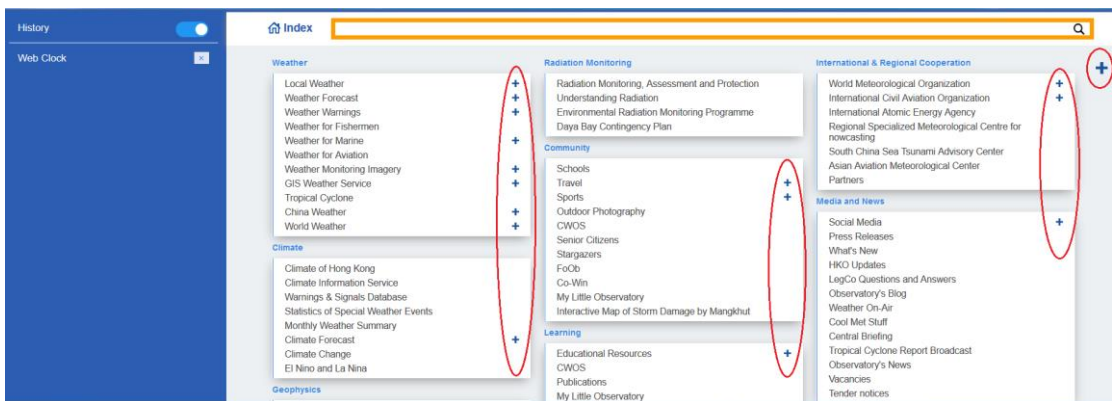 History
Web Clock
Index
Weather
Local Weather +
Weather Forecast +
Weather Warnings +
Weather for Fishermen
Weather for Marine +
Weather for Aviation
Weather Monitoring Imagery +
GIS Weather Service +
Tropical Cyclone
China Weather +
World Weather +
Climate
Climate of Hong Kong
Climate Information Service
Warnings & Signals Database
Statistics of Special Weather Events
Monthly Weather Summary
Climate Forecast +
Climate Change
El Nino and La Nina
Geophysics
Radiation Monitoring
Radiation Monitoring, Assessment and Protection
Understanding Radiation
Environmental Radiation Monitoring Programme
Daya Bay Contingency Plan
Community
Schools
Travel +
Sports +
Outdoor Photography
CWOS
Senior Citizens
Stargazers
FoOb
Co-Win
My Little Observatory
Interactive Map of Storm Damage by Mangkhut
Learning
Educational Resources +
CWOS
Publications
My Little Observatory
International & Regional Cooperation
World Meteorological Organization +
International Civil Aviation Organization +
International Atomic Energy Agency
Regional Specialized Meteorological Centre for
nowcasting
South China Sea Tsunami Advisory Center
Asian Aviation Meteorological Center
Partners
Media and News
Social Media +
Press Releases
What's New
HKO Updates
LegCo Questions and Answers
Observatory's Blog
Weather On-Air
Cool Met Stuff
Central Briefing
Tropical Cyclone Report Broadcast
Observatory's News
Vacancies
Tender notices
+